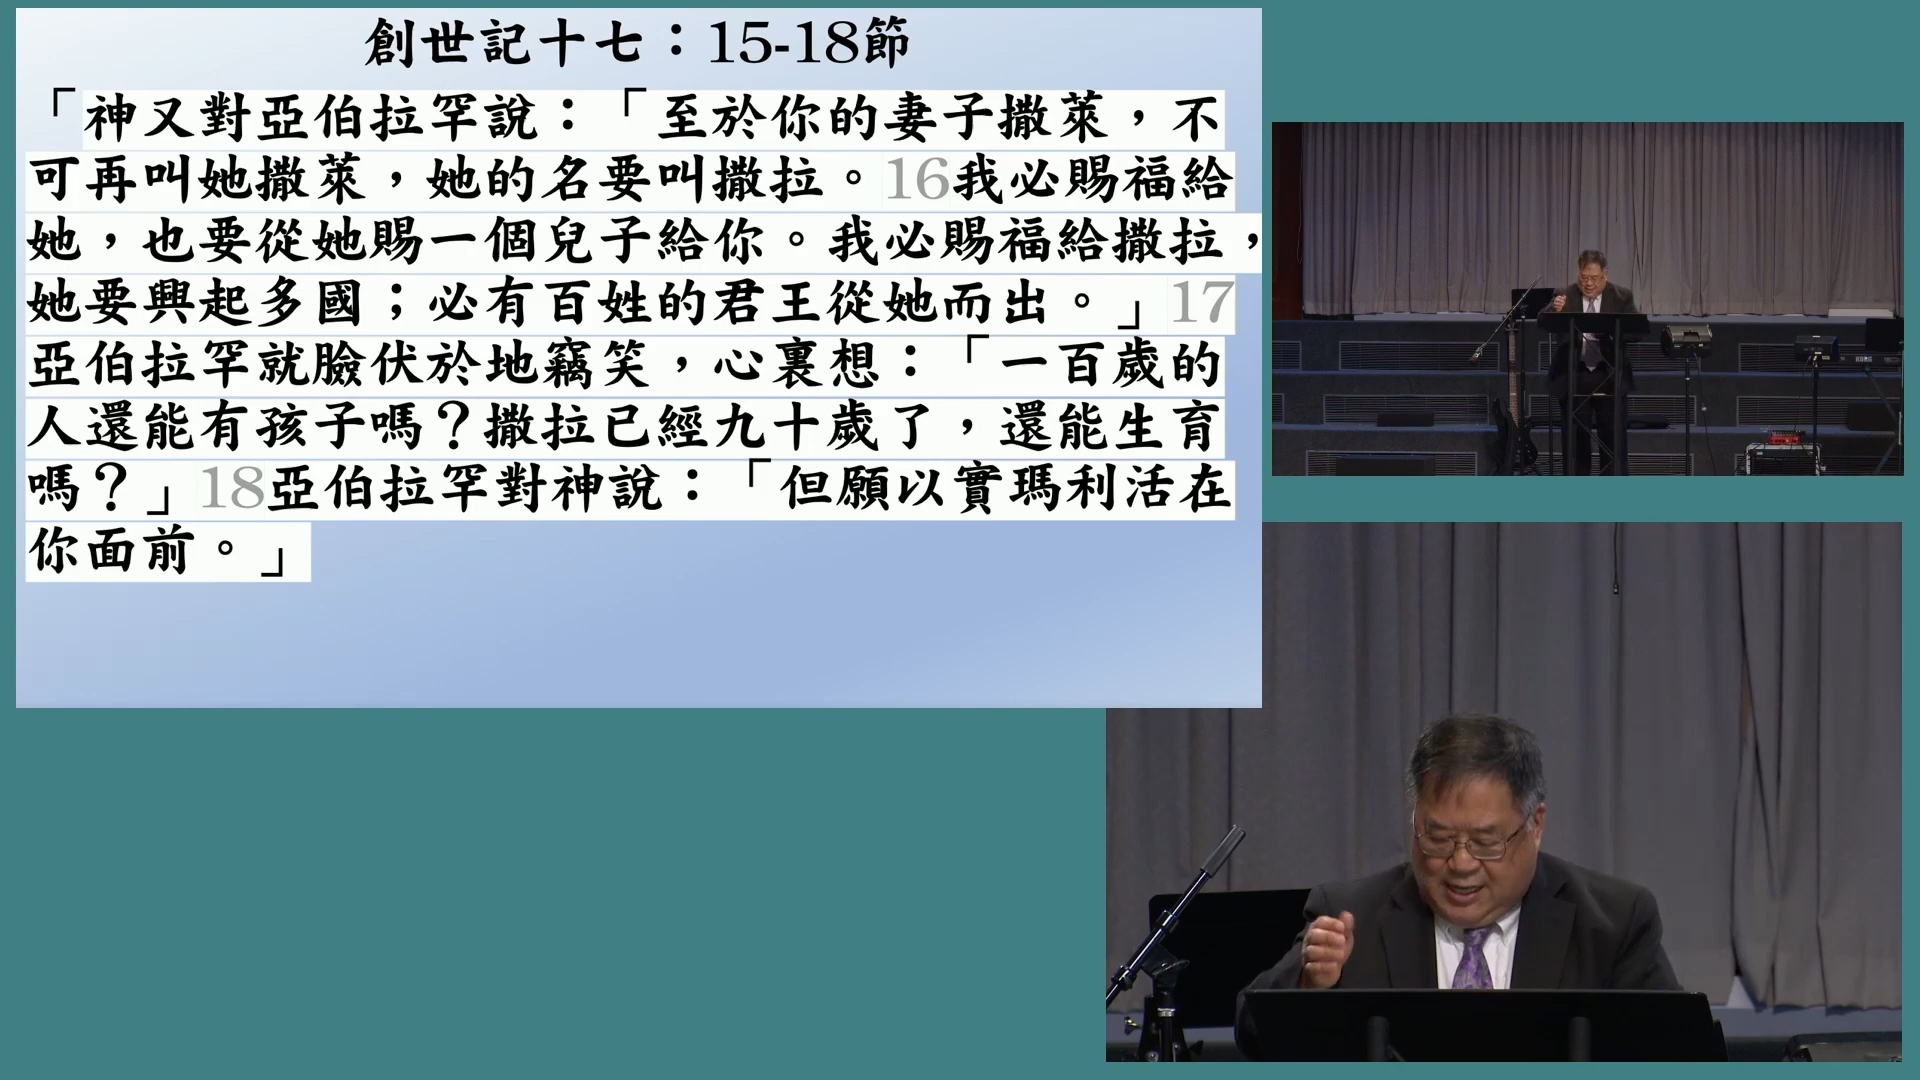 創世記十七：15-18節
「神又對亞伯拉罕說：「至於你的妻子撒萊，不
可再叫她撒萊，她的名要叫撒拉。16我必賜福給
她，也要從她賜一個兒子給你。我必賜福給撒拉，
她要興起多國；必有百姓的君王從她而出。」17
亞伯拉罕就臉伏於地竊笑，心裏想：「一百歲的
人還能有孩子嗎？撒拉已經九十歲了，還能生育
嗎？」18亞伯拉罕對神說：「但願以實瑪利活在
你面前。」